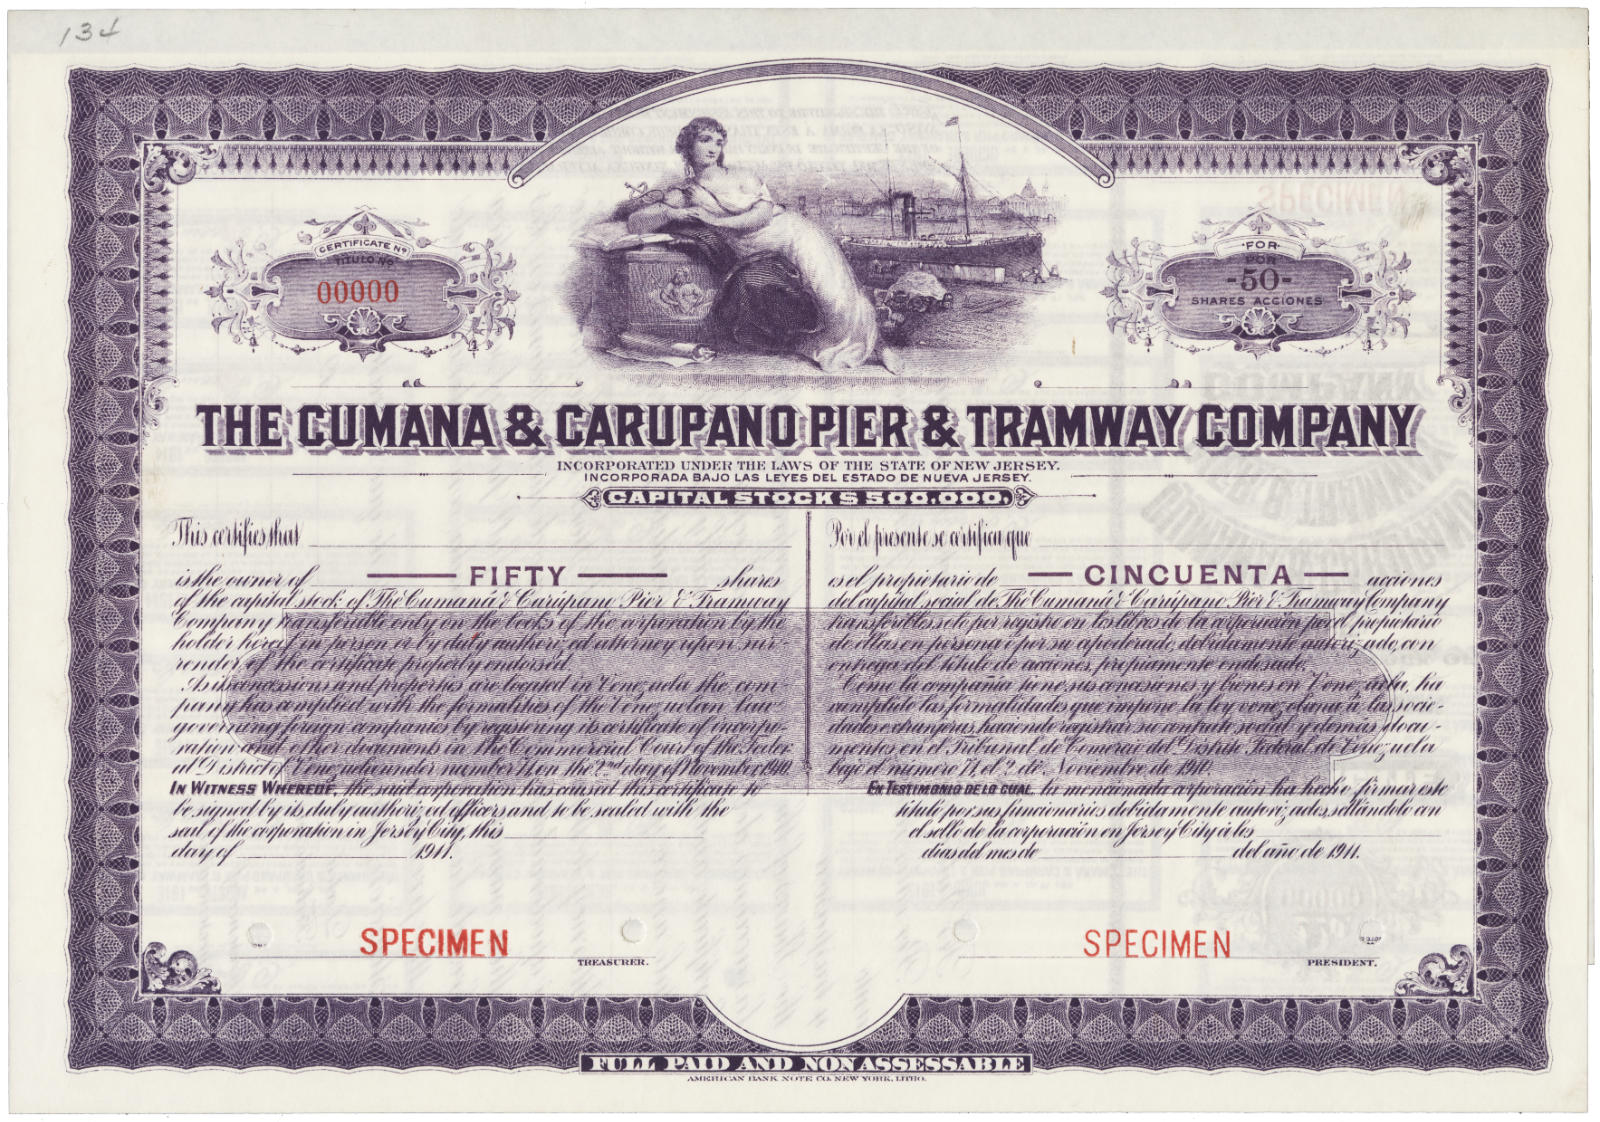 134
CERTIFICATE Nº
TITULO No.
00000
FOR
POR
-50-
SHARES ACCIONES
THE CUMANA & CARUPANO PIER & TRAMWAY COMPANY
INCORPORATED UNDER THE LAWS OF THE STATE OF NEW JERSEY.
INCORPORADA BAJO LAS LEYES DEL ESTADO DE NUEVA JERSEY.
CAPITAL STOCK $500.000.
This certifies that
is the owner of FIFTY shares
of the capital stock of The Cumaná & Carúpano Pier & Tramway
Company transferable only on the books of the corporation by the
holder hereof in person or by duly authorized attorney upon sur-
render of the certificate properly endorsed.
As its concessions and properties are located in Venezuela the com-
pany has complied with the formalities of the Venezuelan law
governing foreign companies by registering its certificate of incorpo-
ration and other documents in the Commercial Court of the Feder-
al District of Venezuela under number 71, on the 2nd day of November, 1910.
IN WITNESS WHEREOF, the said corporation has caused this certificate to
be signed by its duly authorized officers and to be sealed with the
seal of the corporation in Jersey City, this
day of 1911.
Por el presente se certifica que
es el propietario de CINCUENTA acciones
del capital social de The Cumaná & Carúpano Pier & Tramway Company
transferibles solo por registro en los libros de la corporación por el propietario
de ellas en persona ó por su apoderado, debidamente autorizado, con
entrega del título de acciones, propiamente endosado.
Como la compañía tiene sus concesiones y bienes en Venezuela, ha
cumplido las formalidades que impone la ley venezolana á las socie-
dades extranjeras, haciendo registrar su contrato social y demás docu-
mentos en el Tribunal de Comercio del Distrito Federal de Venezuela
bajo el número 71, el 2 de Noviembre de 1910.
EN TESTIMONIO DE LO CUAL, la mencionada corporación ha hecho firmar este
título por sus funcionarios debidamente autorizados, sellándolo con
el sello de la corporación en Jersey City á los
días del mes de del año de 1911.
SPECIMEN
TREASURER.
SPECIMEN
PRESIDENT.
FULL PAID AND NONASSESSABLE
AMERICAN BANK NOTE CO. NEW YORK, LITHO.